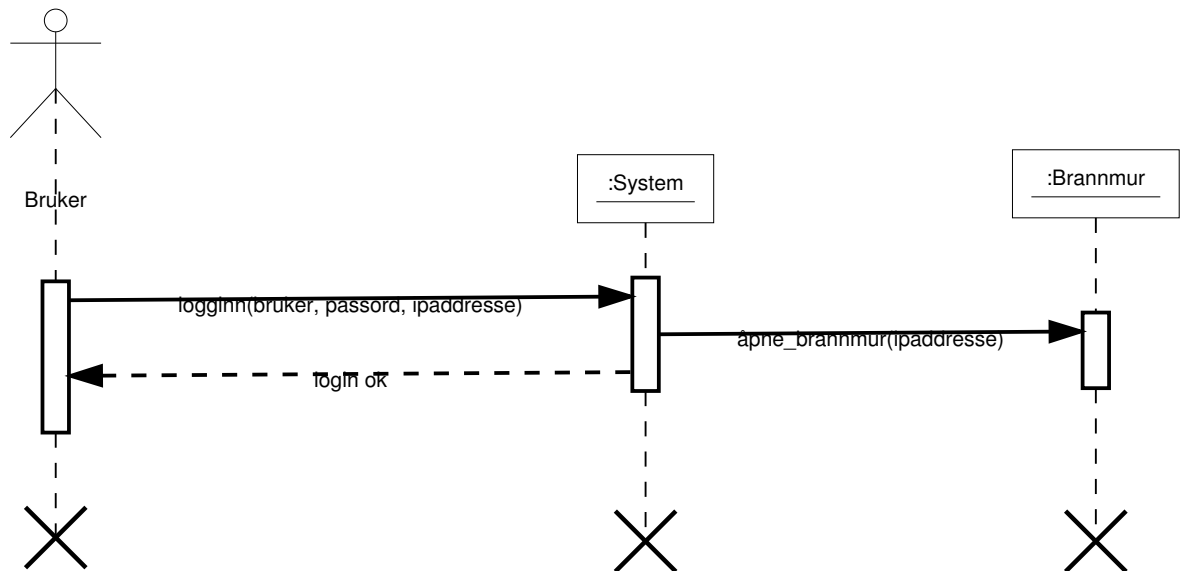 :System
:Brannmur
Bruker
logginn(bruker, passord, ipaddresse)
åpne_brannmur(ipaddresse)
login ok